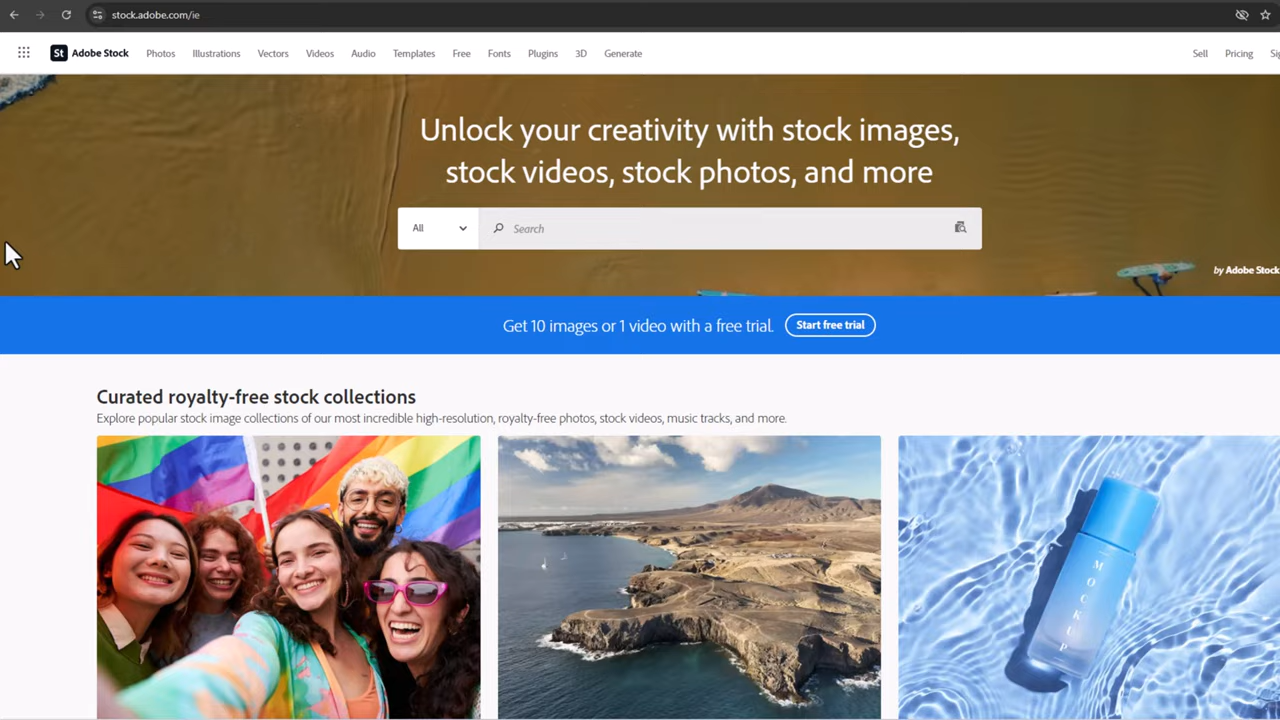 stock.adobe.com/ie
St Adobe Stock Photos Illustrations Vectors Videos Audio Templates Free Fonts Plugins 3D Generate Sell Pricing
Unlock your creativity with stock images,
stock videos, stock photos, and more
All Search
by Adobe Stock
Get 10 images or 1 video with a free trial. Start free trial
Curated royalty-free stock collections
Explore popular stock image collections of our most incredible high-resolution, royalty-free photos, stock videos, music tracks, and more.
MOCKUP